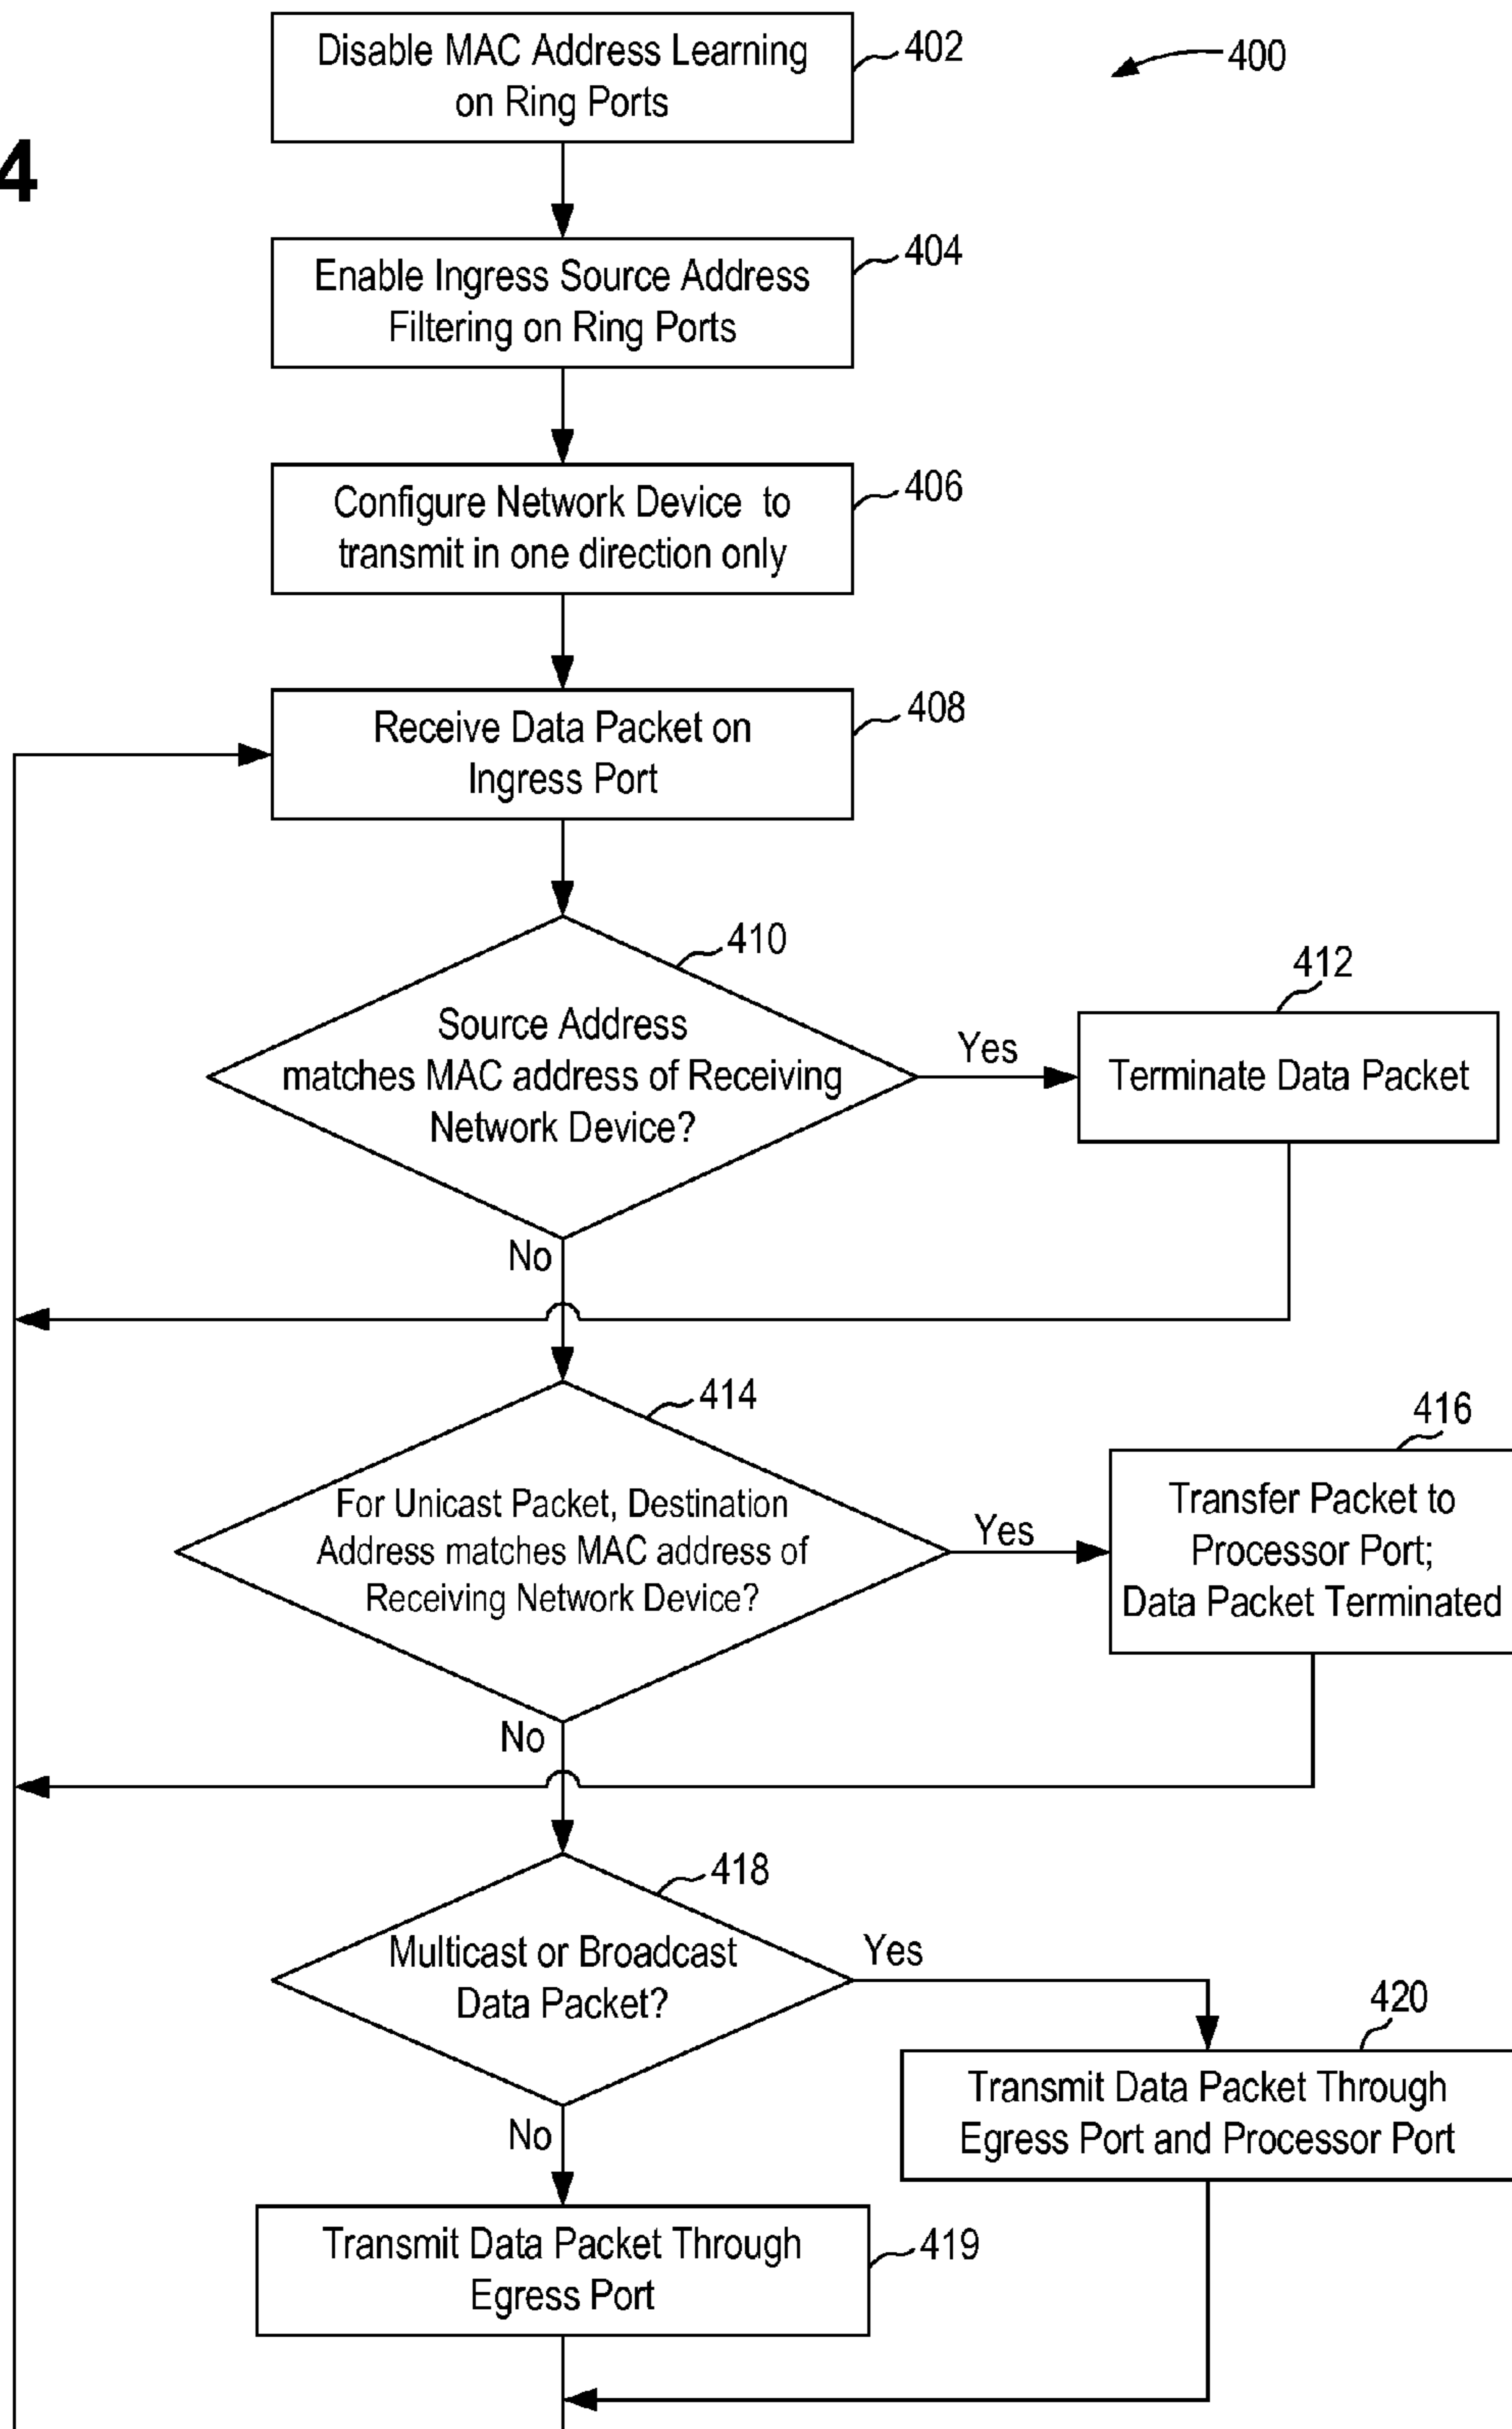 4
400
Disable MAC Address Learning
on Ring Ports
402
Enable Ingress Source Address
Filtering on Ring Ports
404
Configure Network Device to
transmit in one direction only
406
Receive Data Packet on
Ingress Port
408
Source Address
matches MAC address of Receiving
Network Device?
410
Yes
No
Terminate Data Packet
412
For Unicast Packet, Destination
Address matches MAC address of
Receiving Network Device?
414
Yes
No
Transfer Packet to
Processor Port;
Data Packet Terminated
416
Multicast or Broadcast
Data Packet?
418
Yes
No
Transmit Data Packet Through
Egress Port and Processor Port
420
Transmit Data Packet Through
Egress Port
419